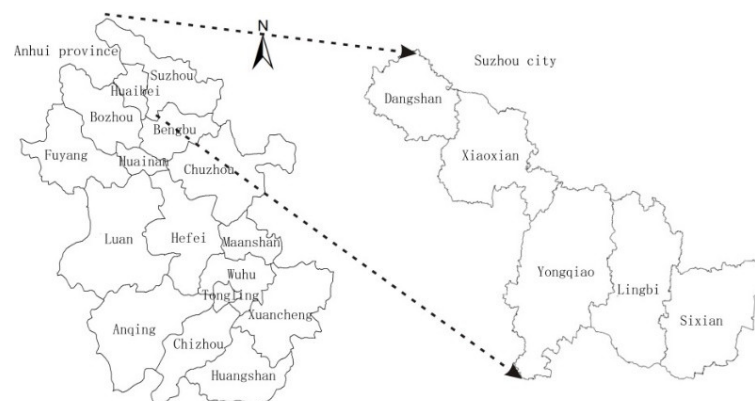 N
Anhui province
Suzhou city
Suzhou
Huaibei
Dangshan
Bozhou
Bengbu
Fuyang
Huainan
Chuzhou
Xiaoxian
Luan
Hefei
Maanshan
Wuhu
Tongling
Yongqiao
Lingbi
Anqing
Xuancheng
Sixian
Chizhou
Huangshan